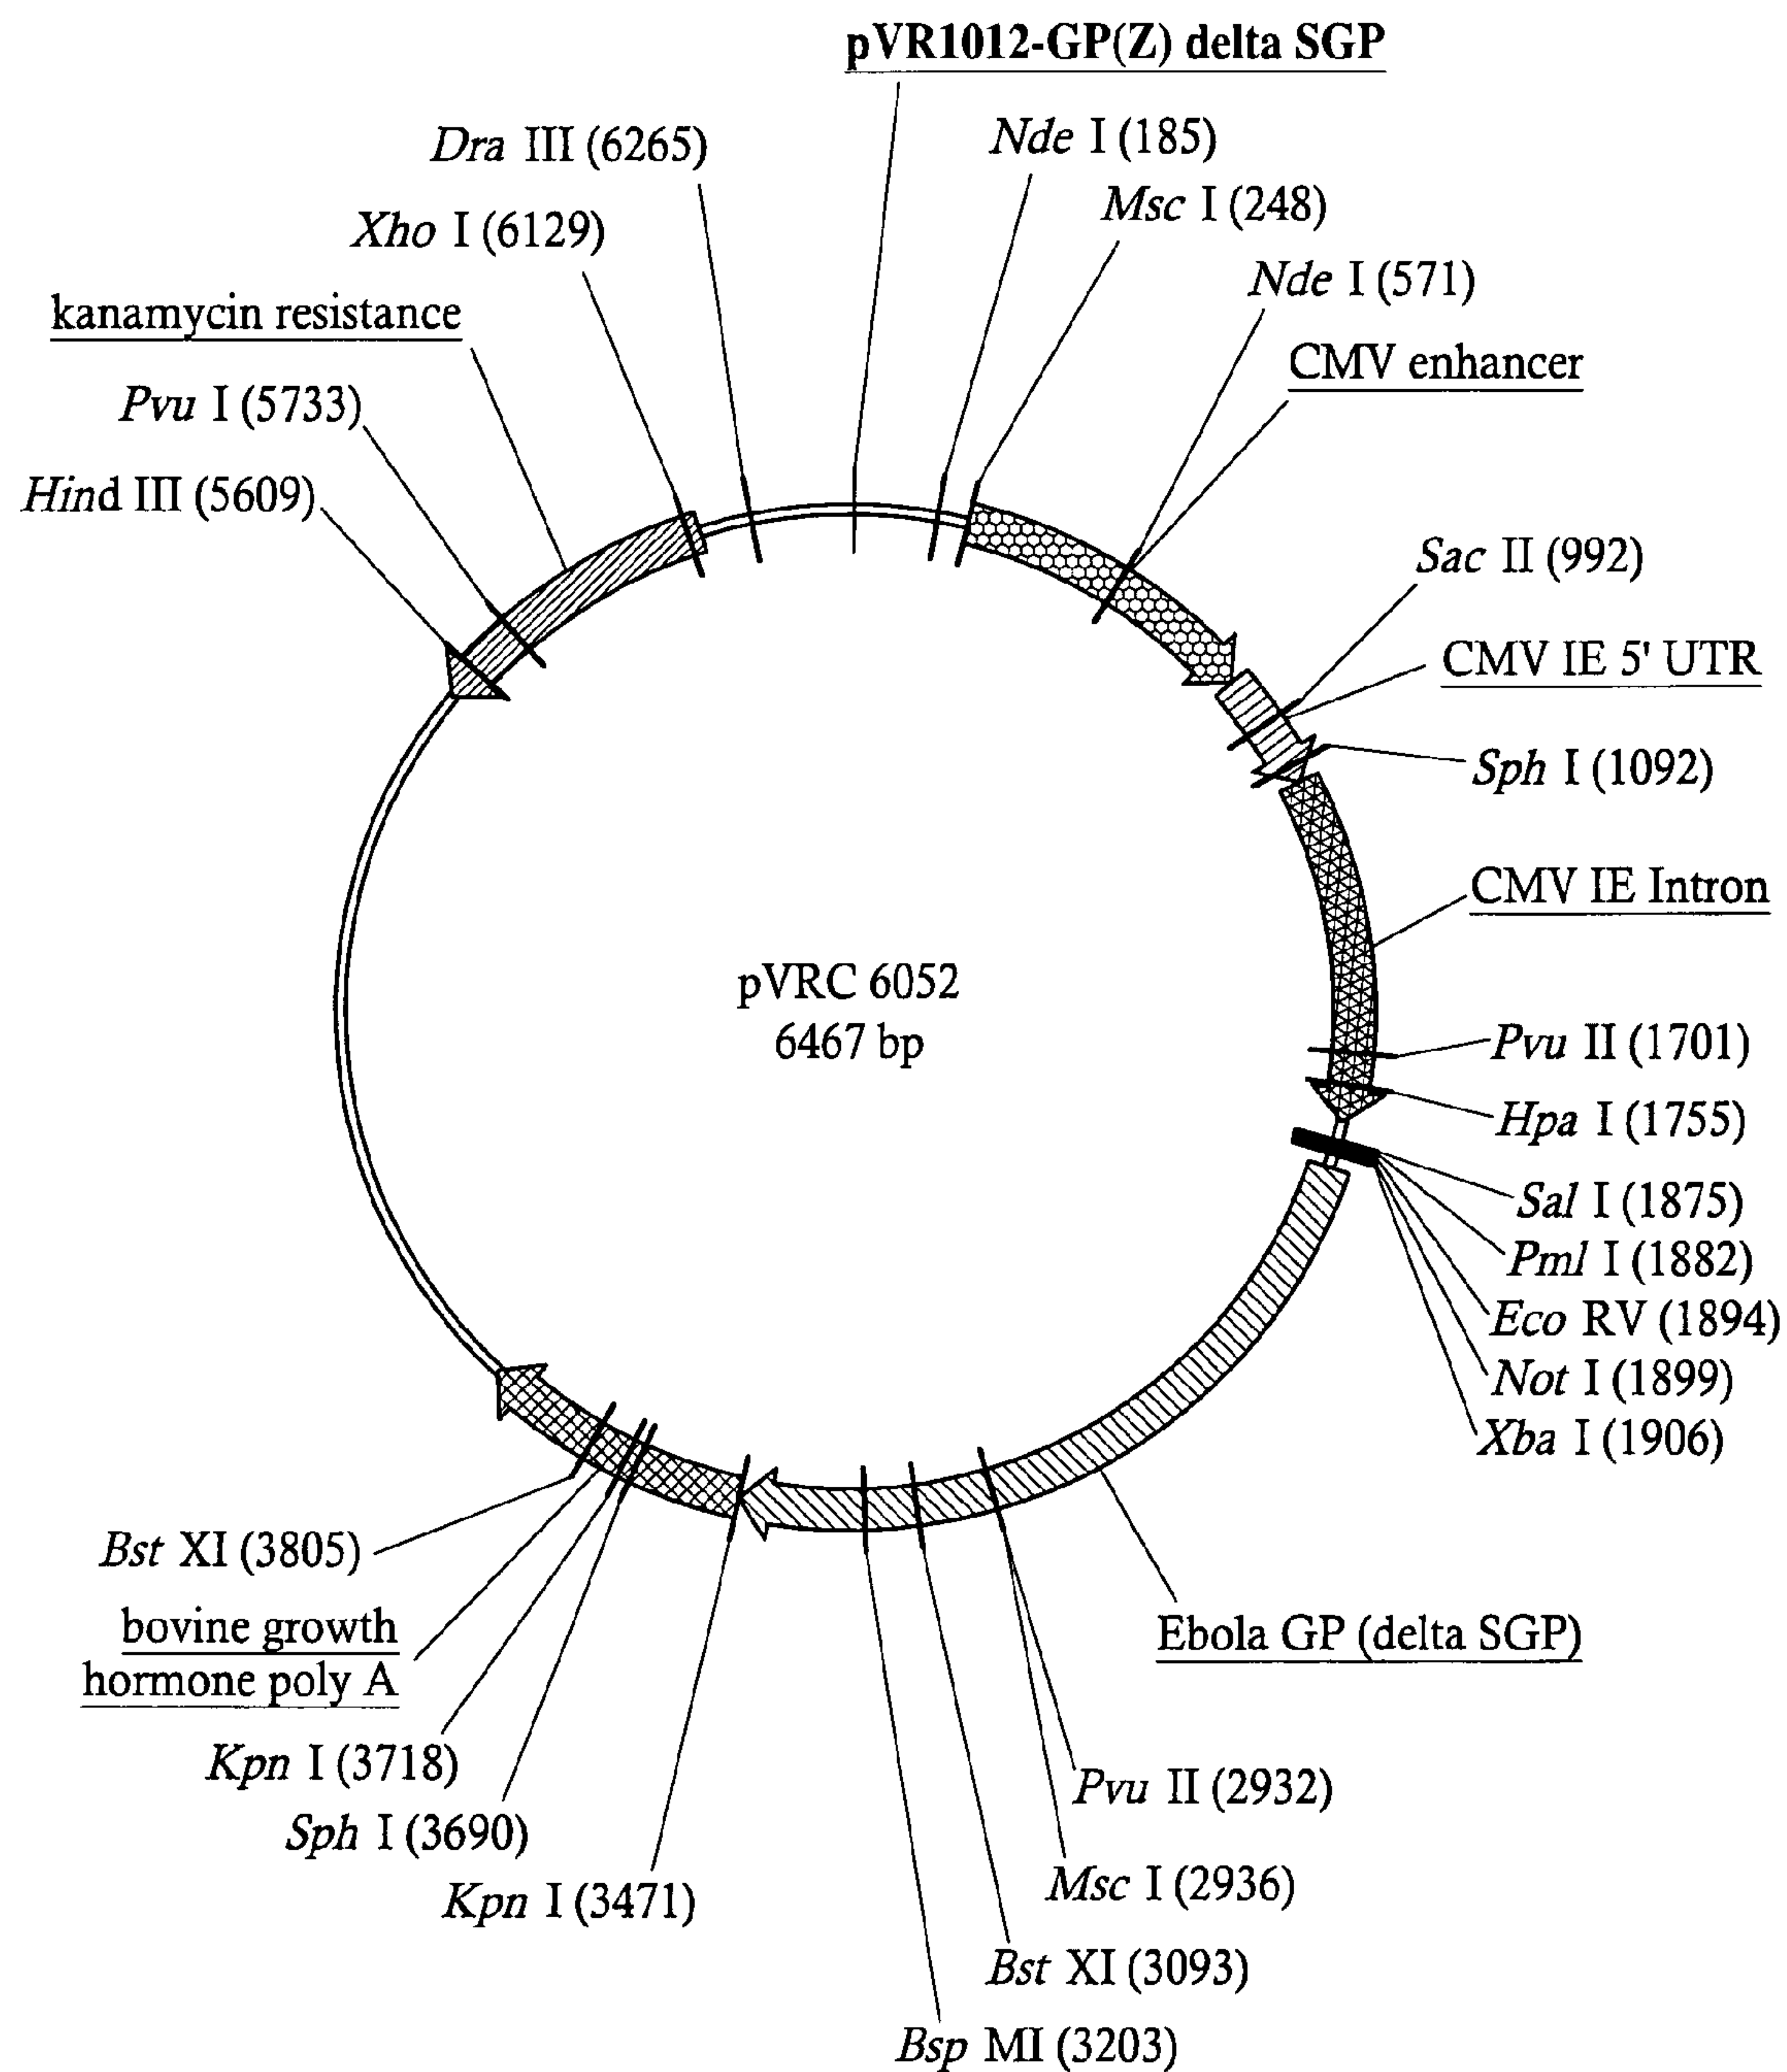 pVR1012-GP(Z) delta SGP
Dra III (6265)
Nde I (185)
Xho I (6129)
Msc I (248)
kanamycin resistance
Nde I (571)
CMV enhancer
Pvu I (5733)
Hind III (5609)
Sac II (992)
CMV IE 5' UTR
Sph I (1092)
CMV IE Intron
pVRC 6052
6467 bp
Pvu II (1701)
Hpa I (1755)
Sal I (1875)
Pml I (1882)
Eco RV (1894)
Not I (1899)
Xba I (1906)
Bst XI (3805)
bovine growth
hormone poly A
Ebola GP (delta SGP)
Kpn I (3718)
Pvu II (2932)
Sph I (3690)
Msc I (2936)
Kpn I (3471)
Bst XI (3093)
Bsp MI (3203)